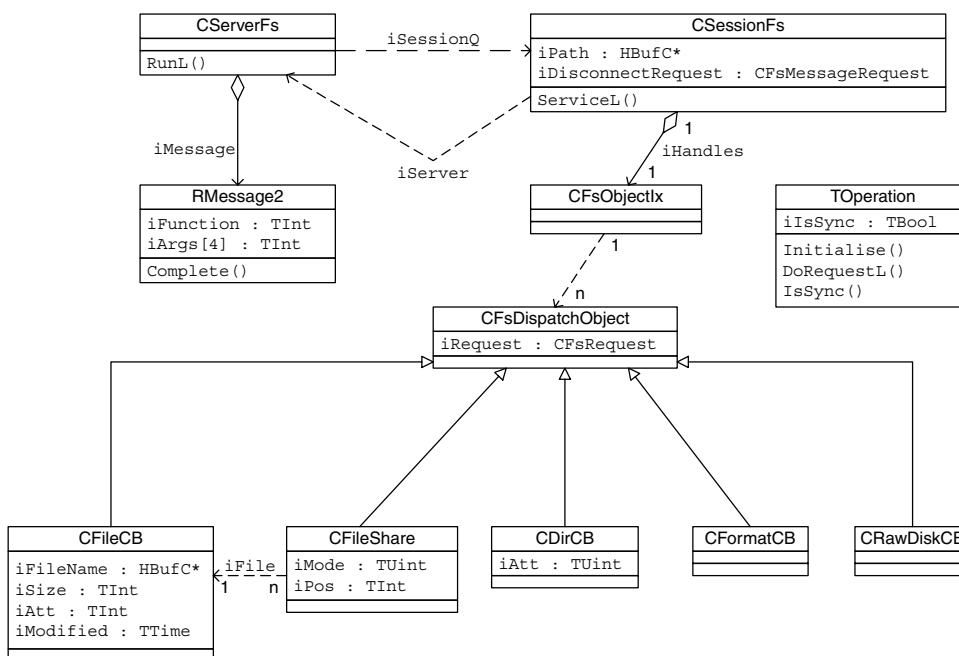 CServerFs
RunL()
iSessionQ
CSessionFs
iPath : HBufC*
iDisconnectRequest : CFsMessageRequest
ServiceL()
iServer
iMessage
1
iHandles
1
RMessage2
iFunction : TInt
iArgs[4] : TInt
Complete()
CFsObjectIx
1
TOperation
iIsSync : TBool
Initialise()
DoRequestL()
IsSync()
n
CFsDispatchObject
iRequest : CFsRequest
CFileCB
iFileName : HBufC*
iSize : TInt
iAtt : TInt
iModified : TTime
iFile
1 n
CFileShare
iMode : TUint
iPos : TInt
CDirCB
iAtt : TUint
CFormatCB
CRawDiskCB